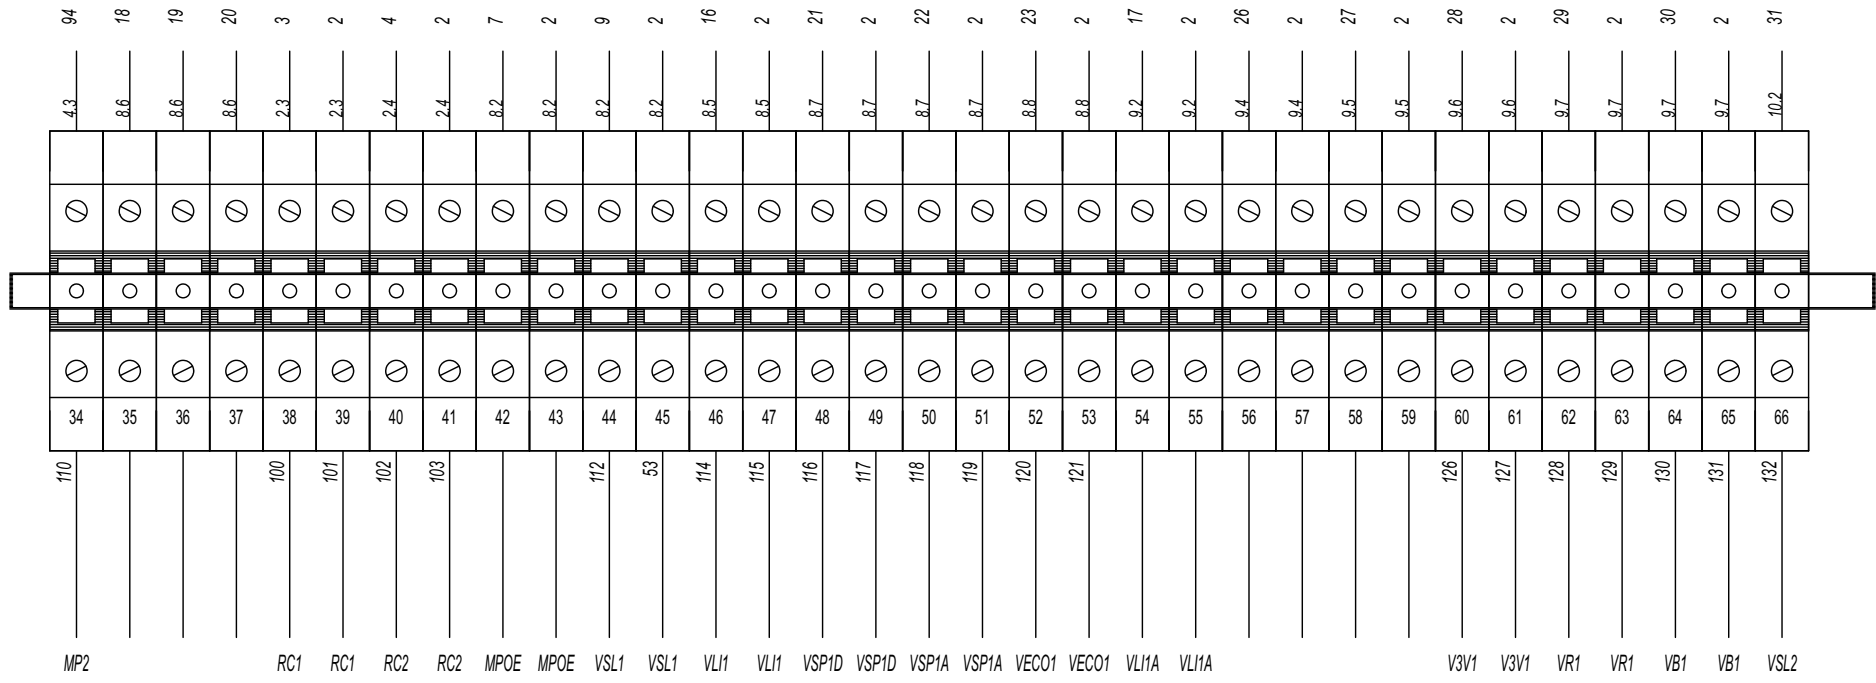 94 18 19 20 3 2 4 2 7 2 9 2 16 2 21 2 22 2 23 2 17 2 26 2 27 2 28 2 29 2 30 2 31
4.3 8.6 8.6 8.6 2.3 2.3 2.4 2.4 8.2 8.2 8.2 8.2 8.5 8.5 8.7 8.7 8.7 8.7 8.8 8.8 9.2 9.2 9.4 9.4 9.5 9.5 9.6 9.6 9.7 9.7 9.7 9.7 10.2
34 35 36 37 38 39 40 41 42 43 44 45 46 47 48 49 50 51 52 53 54 55 56 57 58 59 60 61 62 63 64 65 66
110 100 101 102 103 112 53 114 115 116 117 118 119 120 121 126 127 128 129 130 131 132
MP2 RC1 RC1 RC2 RC2 MPOE MPOE VSL1 VSL1 VLI1 VLI1 VSP1D VSP1D VSP1A VSP1A VECO1 VECO1 VLI1A VLI1A V3V1 V3V1 VR1 VR1 VB1 VB1 VSL2